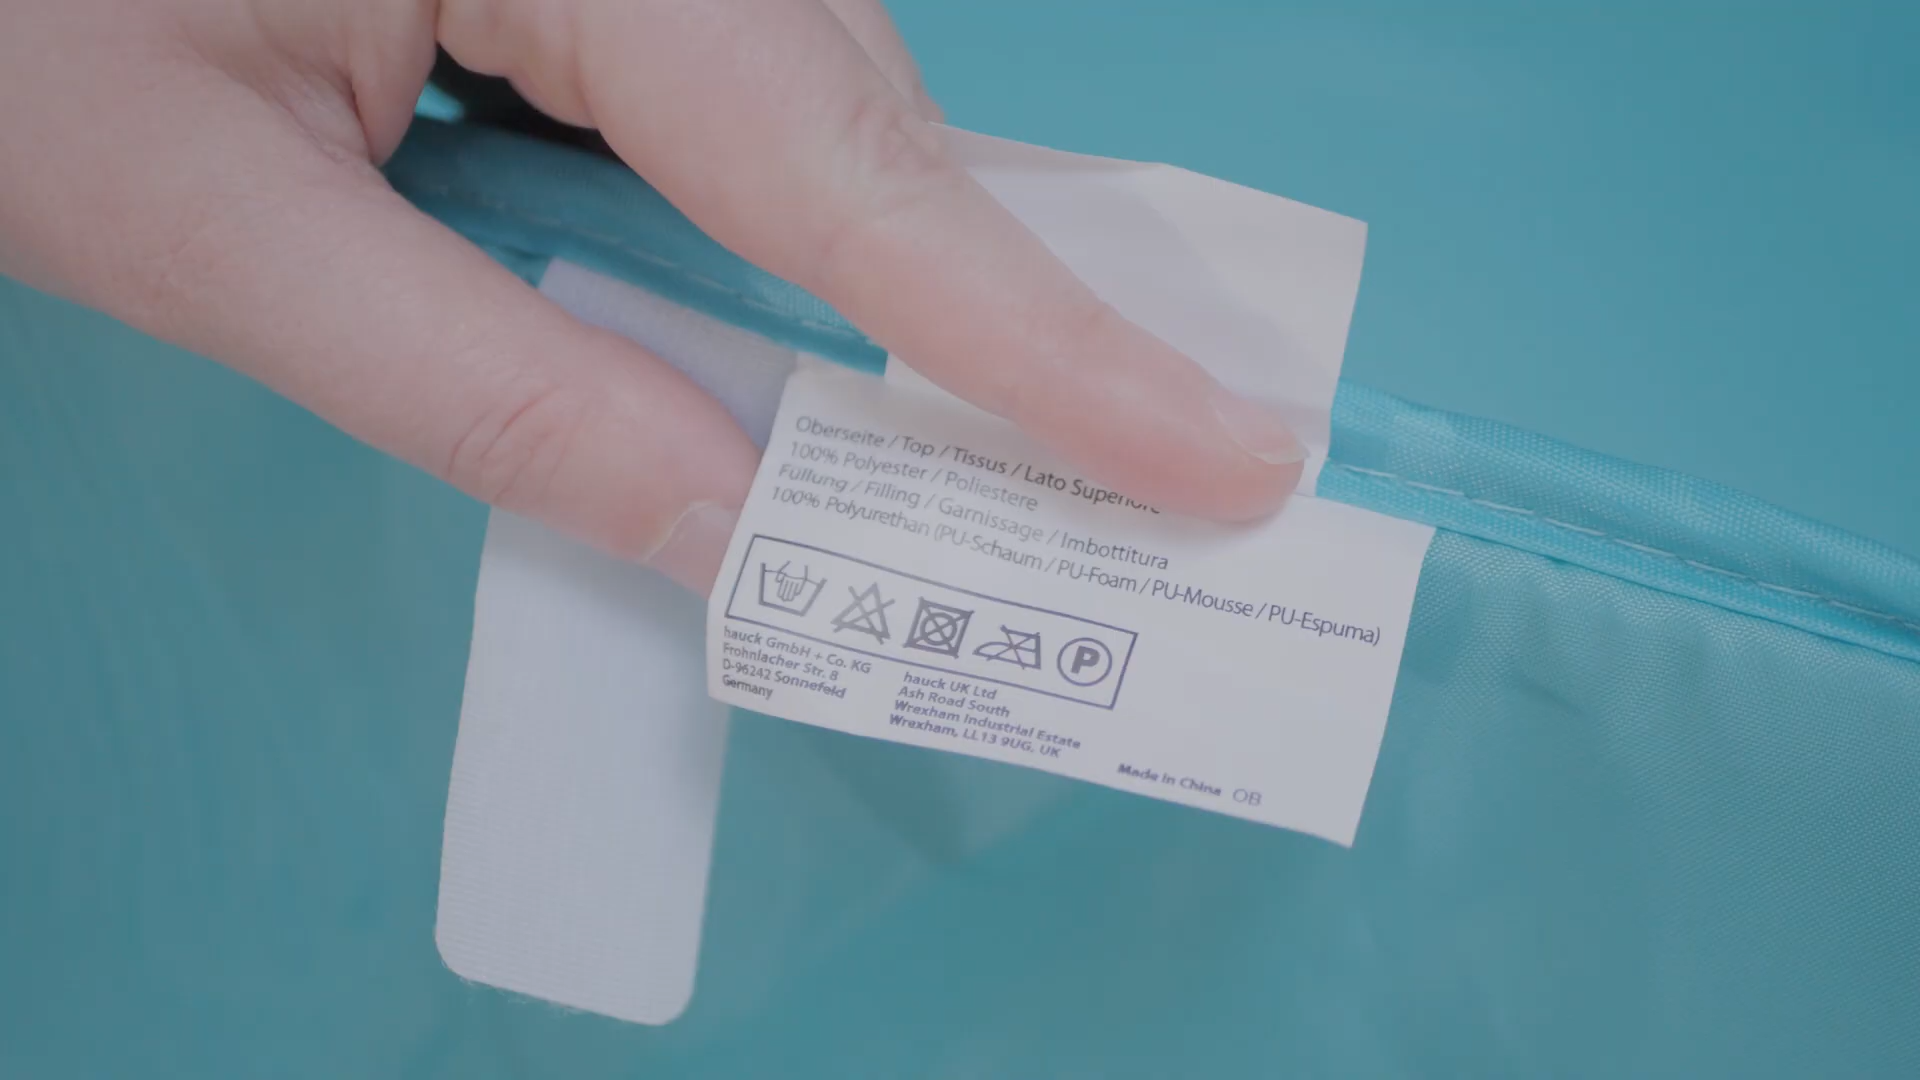 Oberseite / Top / Tissus / Lato Superiore
100% Polyester / Poliestere
Füllung / Filling / Garnissage / Imbottitura
100% Polyurethan (PU-Schaum / PU-Foam / PU-Mousse / PU-Espuma)
P
hauck GmbH + Co. KG
Frohnlacher Str. 8
D-96242 Sonnefeld
Germany
hauck UK Ltd
Ash Road South
Wrexham Industrial Estate
Wrexham, LL13 9UG, UK
Made in China OB